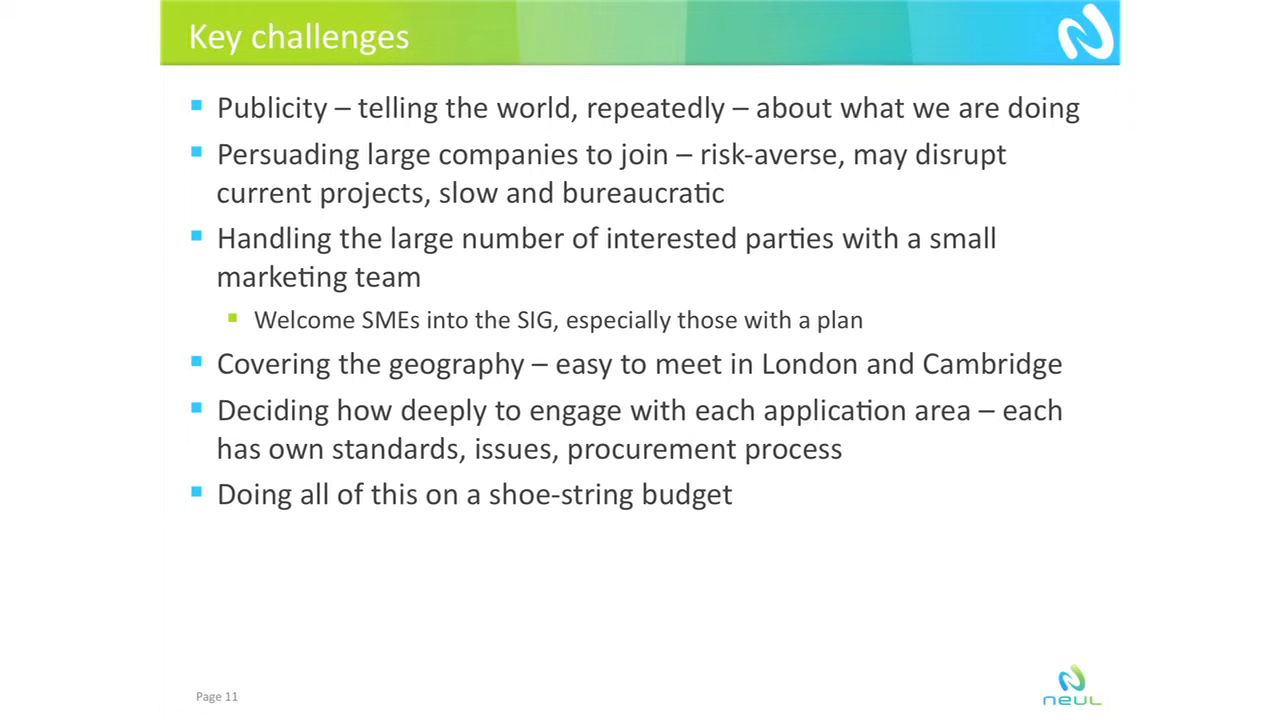 Key challenges
Publicity – telling the world, repeatedly – about what we are doing
Persuading large companies to join – risk-averse, may disrupt
current projects, slow and bureaucratic
Handling the large number of interested parties with a small
marketing team
Welcome SMEs into the SIG, especially those with a plan
Covering the geography – easy to meet in London and Cambridge
Deciding how deeply to engage with each application area – each
has own standards, issues, procurement process
Doing all of this on a shoe-string budget
Page 11
neul